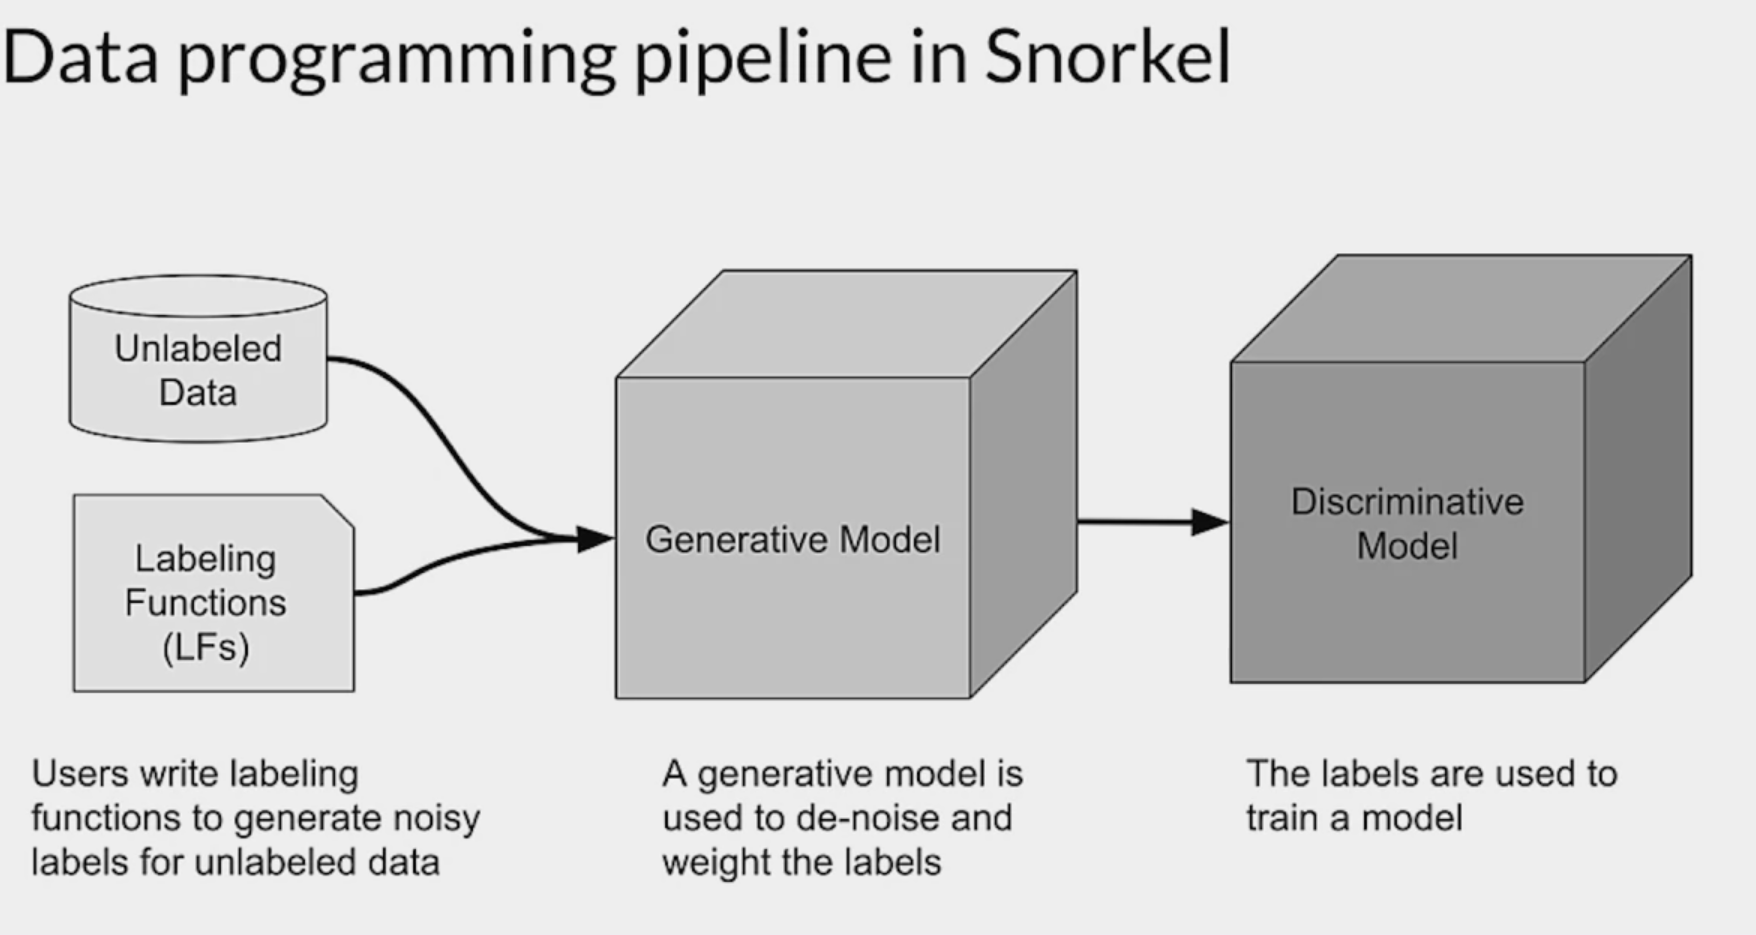 Data programming pipeline in Snorkel
Unlabeled
Data
Labeling
Functions
(LFs)
Generative Model
Discriminative
Model
Users write labeling
functions to generate noisy
labels for unlabeled data
A generative model is
used to de-noise and
weight the labels
The labels are used to
train a model